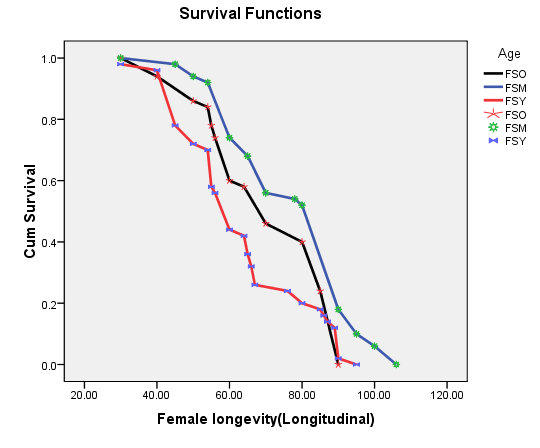 Survival Functions
Age
FSO
FSM
FSY
FSO
FSM
FSY
Cum Survival
1.0
0.8
0.6
0.4
0.2
0.0
20.00 40.00 60.00 80.00 100.00 120.00
Female longevity(Longitudinal)